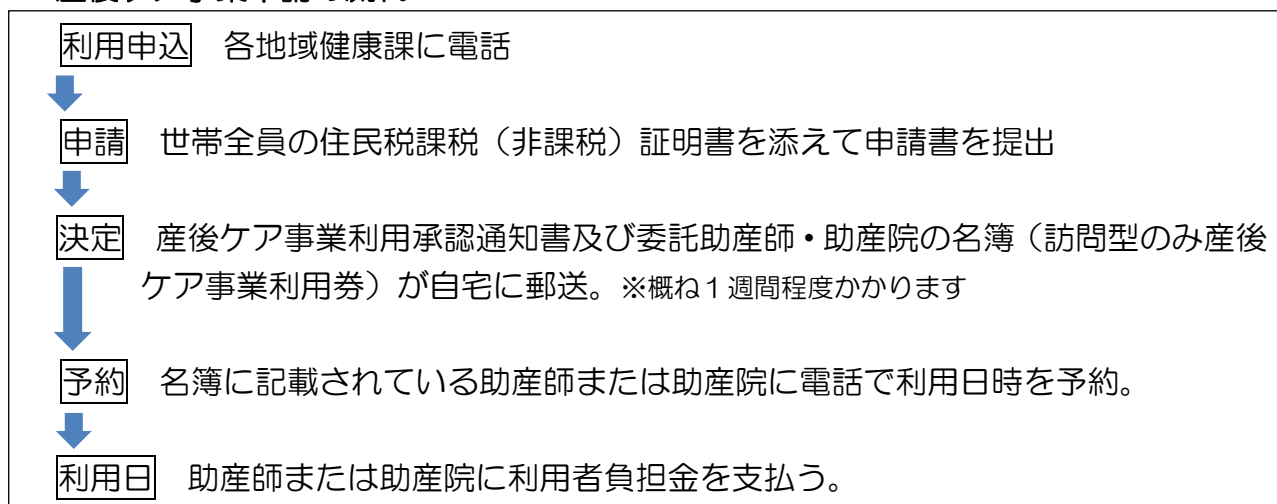 利用申込 各地域健康課に電話
申請 世帯全員の住民税課税（非課税）証明書を添えて申請書を提出
決定 産後ケア事業利用承認通知書及び委託助産師・助産院の名簿（訪問型のみ産後
ケア事業利用券）が自宅に郵送。※概ね１週間程度かかります
予約 名簿に記載されている助産師または助産院に電話で利用日時を予約。
利用日 助産師または助産院に利用者負担金を支払う。